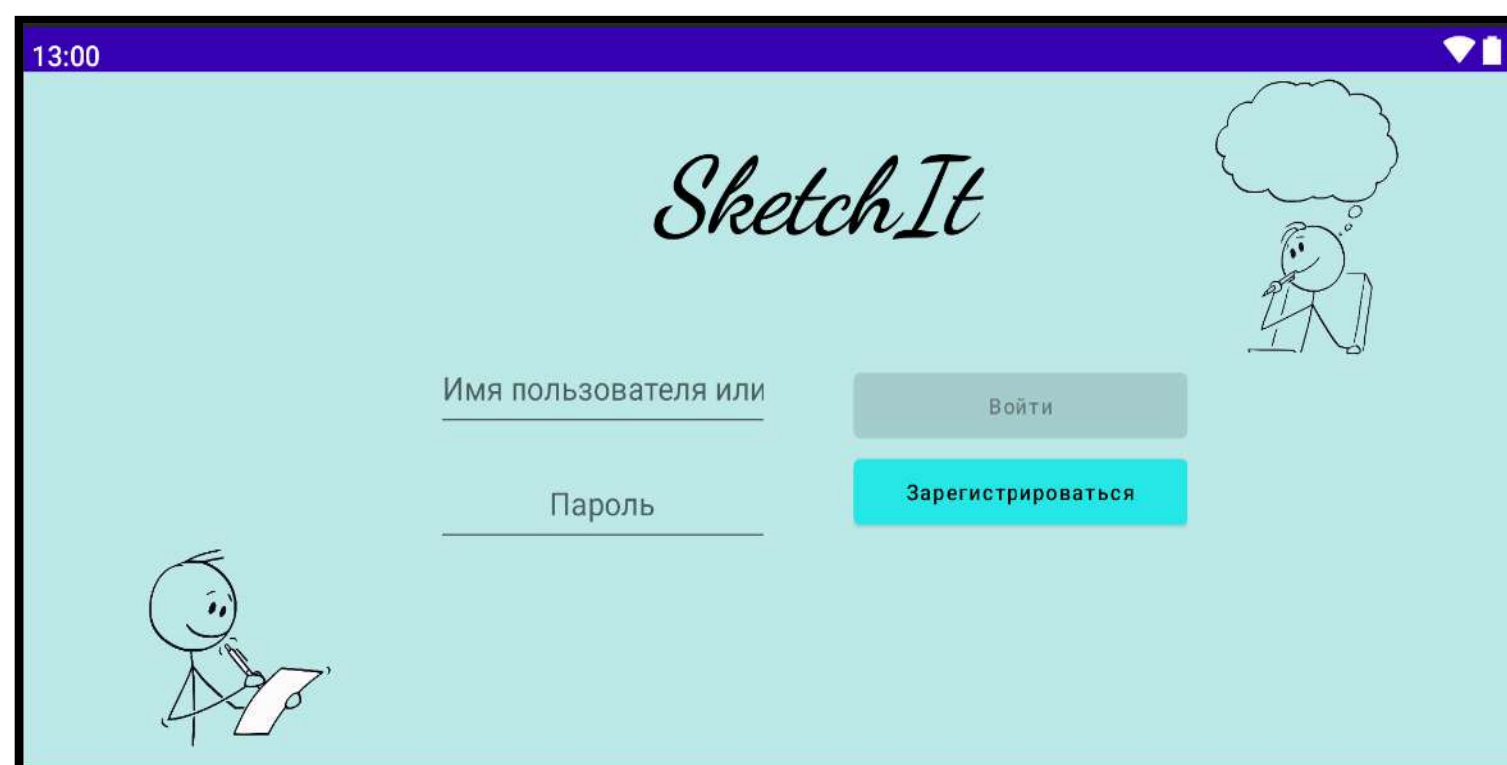 13:00
SketchIt
Имя пользователя или
Войти
Пароль
Зарегистрироваться